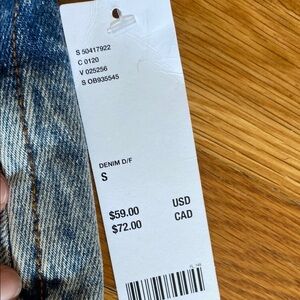 S 50417922
C 0120
V 025256
S OB935545
DENIM D/F
S
$59.00 USD
$72.00 CAD